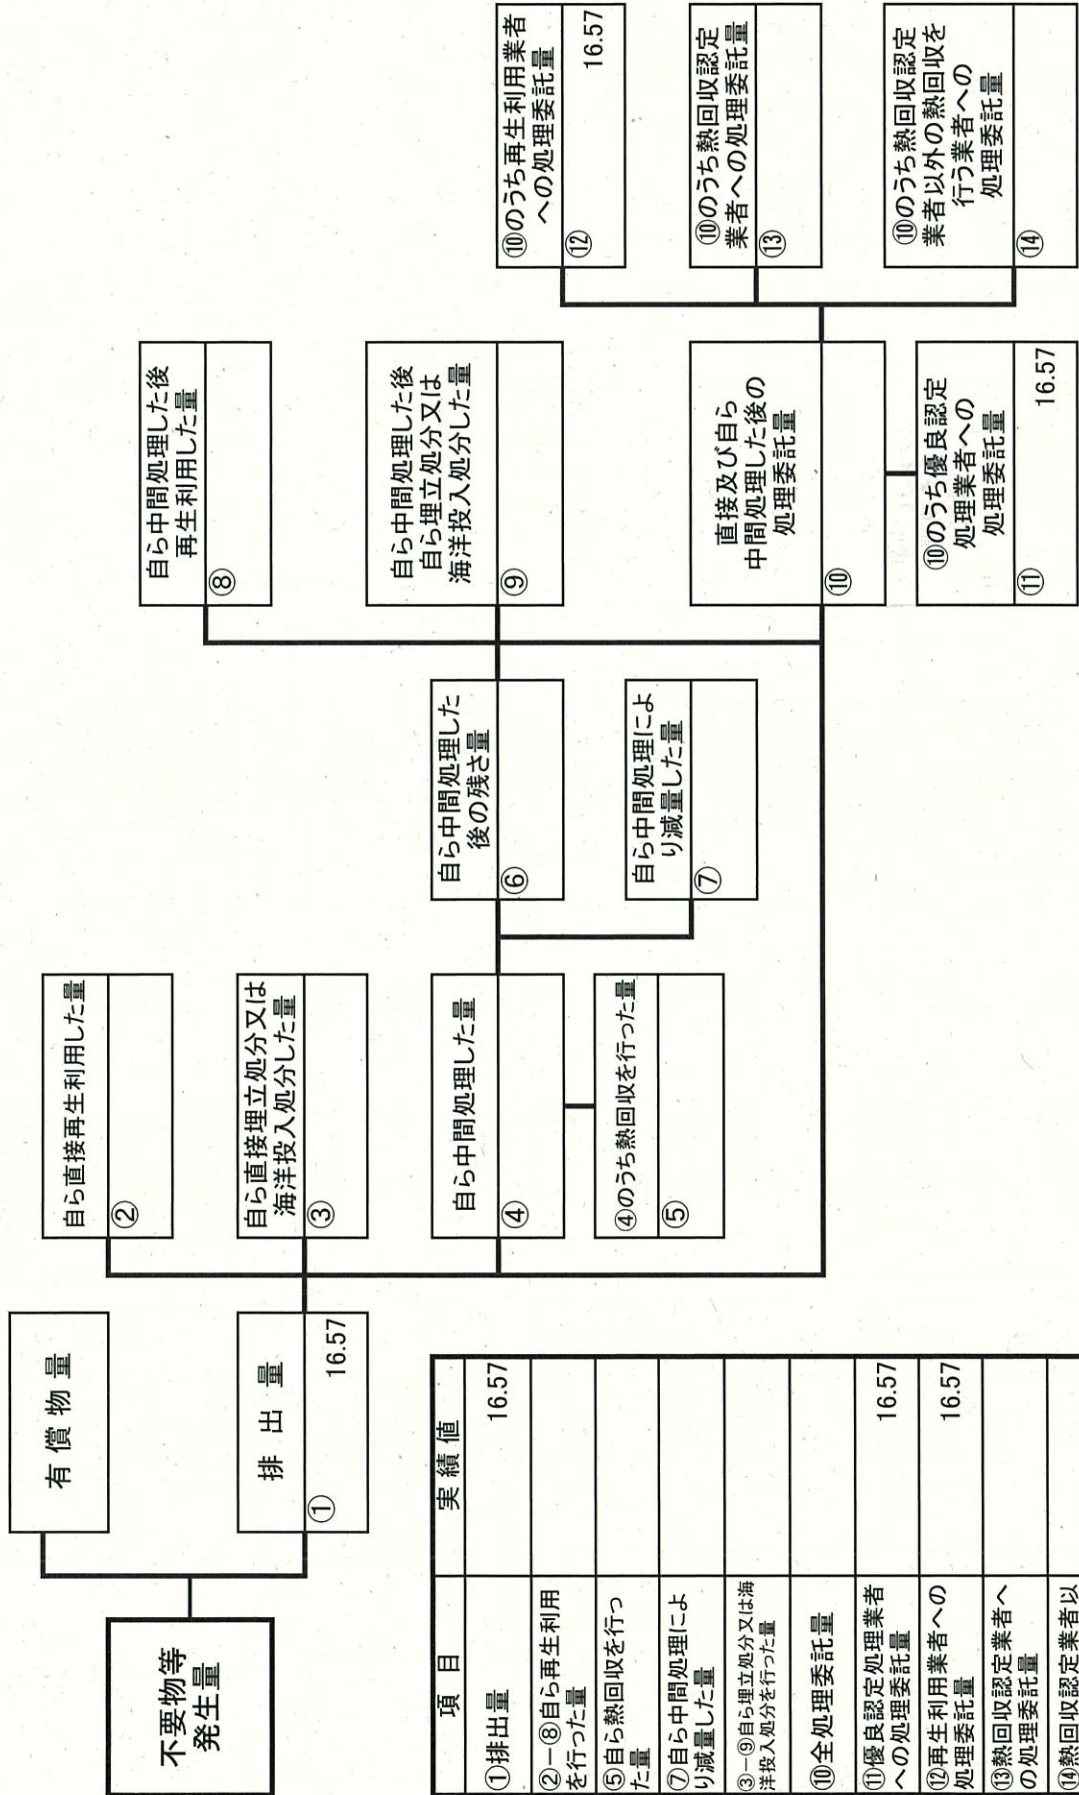 不要物等
発生量
有償物量
排出量
①
16.57
自ら直接再生利用した量
②
自ら直接埋立処分又は
海洋投入処分した量
③
自ら中間処理した量
④
④のうち熱回収を行った量
⑤
自ら中間処理した
後の残さ量
⑥
自ら中間処理によ
り減量した量
⑦
自ら中間処理した後
再生利用した量
⑧
自ら中間処理した後
自ら埋立処分又は
海洋投入処分した量
⑨
直接及び自ら
中間処理した後の
処理委託量
⑩
⑩のうち優良認定
処理業者への
処理委託量
⑪
16.57
⑩のうち再生利用業者
への処理委託量
⑫
16.57
⑩のうち熱回収認定
業者への処理委託量
⑬
⑩のうち熱回収認定
業者以外の熱回収を
行う業者への
処理委託量
⑭
項目 実績値
①排出量 16.57
②ー⑧自ら再生利用
を行った量
⑤自ら熱回収を行っ
た量
⑦自ら中間処理によ
り減量した量
③ー⑨自ら埋立処分又は海
洋投入処分を行った量
⑩全処理委託量
⑪優良認定処理業者
への処理委託量 16.57
⑫再生利用業者への
処理委託量 16.57
⑬熱回収認定業者へ
の処理委託量
⑭熱回収認定業者以